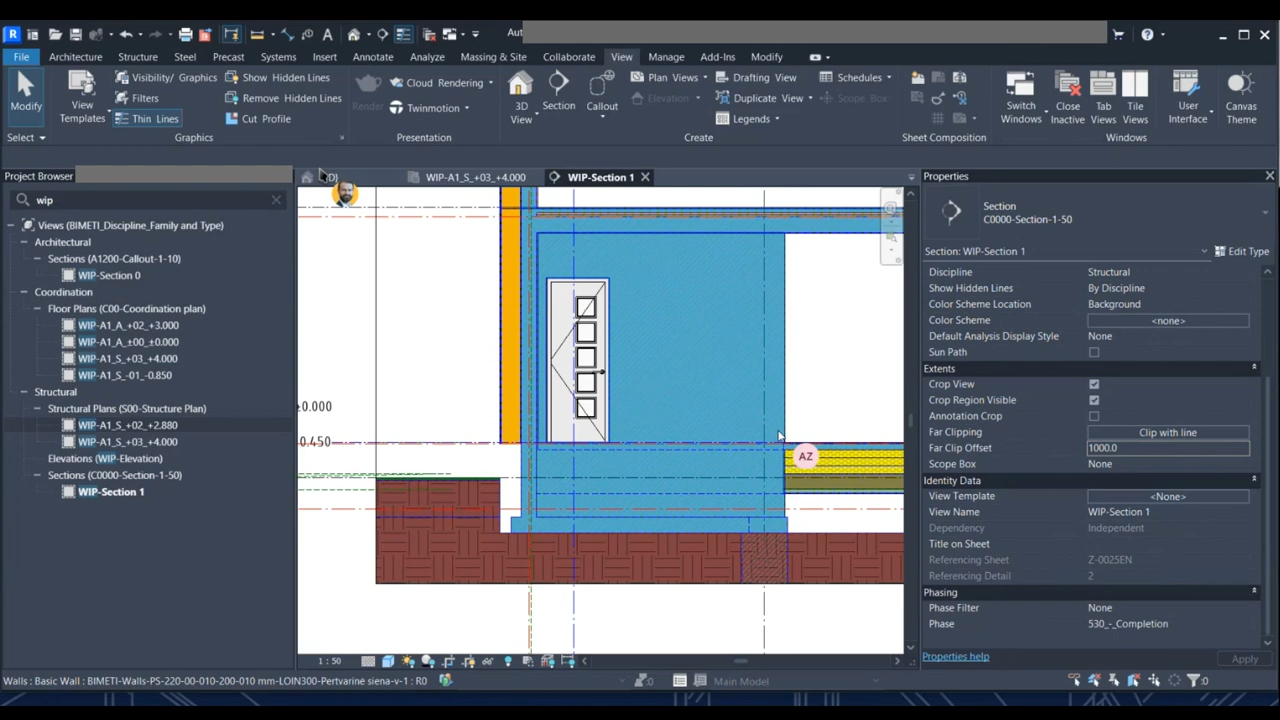 R
Aut
File Architecture Structure Steel Precast Systems Insert Annotate Analyze Massing & Site Collaborate View Manage Add-Ins Modify
Modify
View Templates
Visibility/ Graphics
Filters
Thin Lines
Show Hidden Lines
Remove Hidden Lines
Cut Profile
Render
Cloud Rendering
Twinmotion
3D View
Section
Callout
Plan Views
Elevation
Drafting View
Duplicate View
Legends
Schedules
Scope Box
Switch Windows
Close Inactive
Tab Views
Tile Views
User Interface
Canvas Theme
Select Graphics Presentation Create Sheet Composition Windows
Project Browser
WIP-A1_S_+03_+4.000
WIP-Section 1
wip
Views (BIMETI_Discipline_Family and Type)
Architectural
Sections (A1200-Callout-1-10)
WIP-Section 0
Coordination
Floor Plans (C00-Coordination plan)
WIP-A1_A_+02_+3.000
WIP-A1_A_+00_±0.000
WIP-A1_S_+03_+4.000
WIP-A1_S_-01_-0.850
Structural
Structural Plans (S00-Structure Plan)
WIP-A1_S_+02_+2.880
WIP-A1_S_+03_+4.000
Elevations (WIP-Elevation)
Sections (C0000-Section-1-50)
WIP-Section 1
±0.000
0.450
AZ
1 : 50
Properties
Section
C0000-Section-1-50
Section: WIP-Section 1 Edit Type
Discipline Structural
Show Hidden Lines By Discipline
Color Scheme Location Background
Color Scheme <none>
Default Analysis Display Style None
Sun Path
Extents
Crop View
Crop Region Visible
Annotation Crop
Far Clipping Clip with line
Far Clip Offset 1000.0
Scope Box None
Identity Data
View Template <None>
View Name WIP-Section 1
Dependency Independent
Title on Sheet
Referencing Sheet Z-0025EN
Referencing Detail 2
Phasing
Phase Filter None
Phase 530_-_Completion
Properties help Apply
Walls : Basic Wall : BIMETI-Walls-PS-220-00-010-200-010 mm-LOIN300-Pertvarine siena-v-1 : R0
:0
Main Model
:0